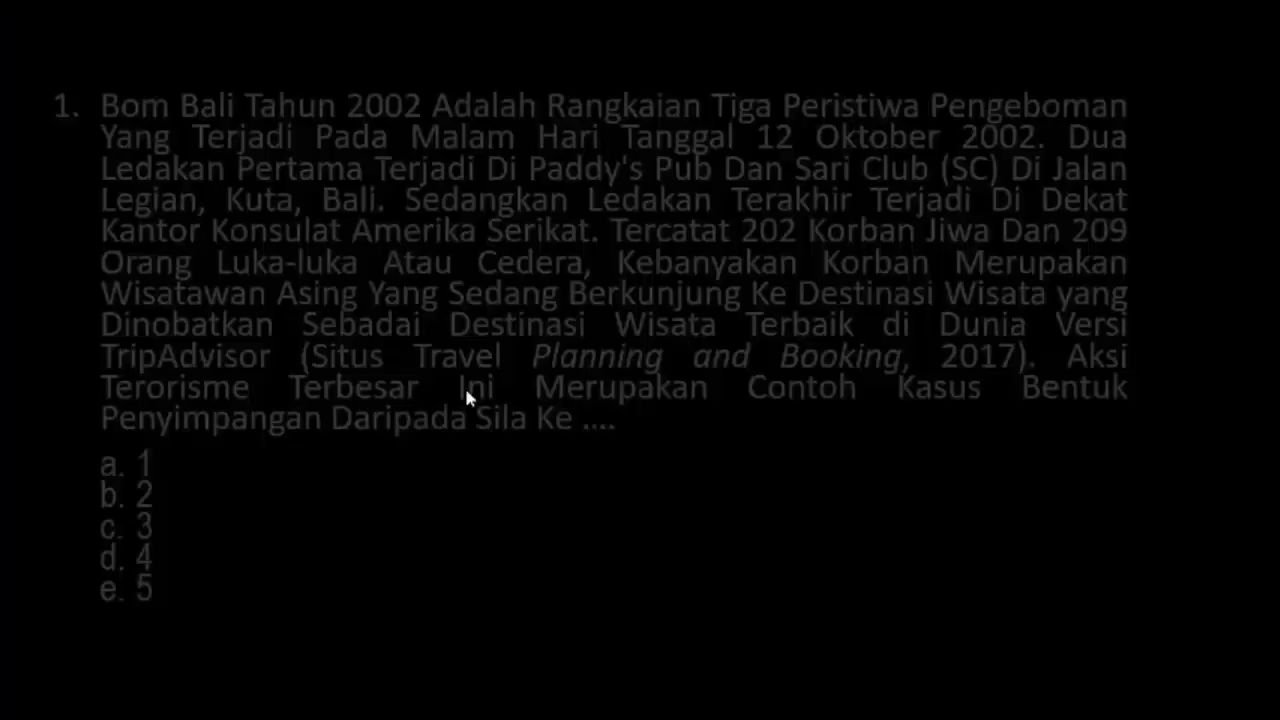 1. Bom Bali Tahun 2002 Adalah Rangkaian Tiga Peristiwa Pengeboman
Yang Terjadi Pada Malam Hari Tanggal 12 Oktober 2002. Dua
Ledakan Pertama Terjadi Di Paddy's Pub Dan Sari Club (SC) Di Jalan
Legian, Kuta, Bali. Sedangkan Ledakan Terakhir Terjadi Di Dekat
Kantor Konsulat Amerika Serikat. Tercatat 202 Korban Jiwa Dan 209
Orang Luka-luka Atau Cedera, Kebanyakan Korban Merupakan
Wisatawan Asing Yang Sedang Berkunjung Ke Destinasi Wisata yang
Dinobatkan Sebadai Destinasi Wisata Terbaik di Dunia Versi
TripAdvisor (Situs Travel Planning and Booking, 2017). Aksi
Terorisme Terbesar Ini Merupakan Contoh Kasus Bentuk
Penyimpangan Daripada Sila Ke ....
a. 1
b. 2
c. 3
d. 4
e. 5